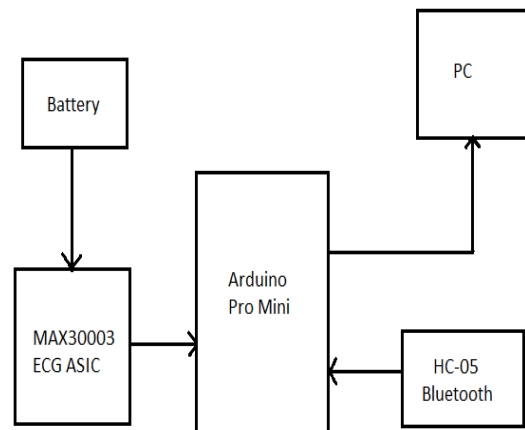 PC
Battery
Arduino
Pro Mini
MAX30003
ECG ASIC
HC-05
Bluetooth